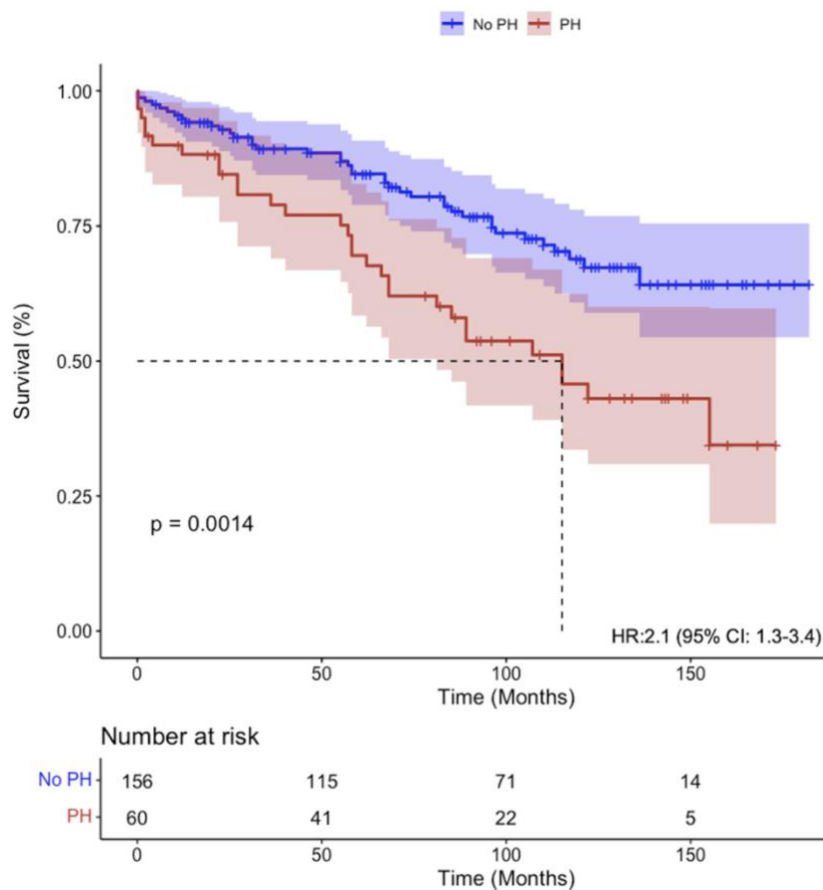 No PH PH
1.00
0.75
0.50
0.25
0.00
Survival (%)
p = 0.0014
HR:2.1 (95% CI: 1.3-3.4)
0 50 100 150
Time (Months)
Number at risk
No PH 156 115 71 14
PH 60 41 22 5
0 50 100 150
Time (Months)